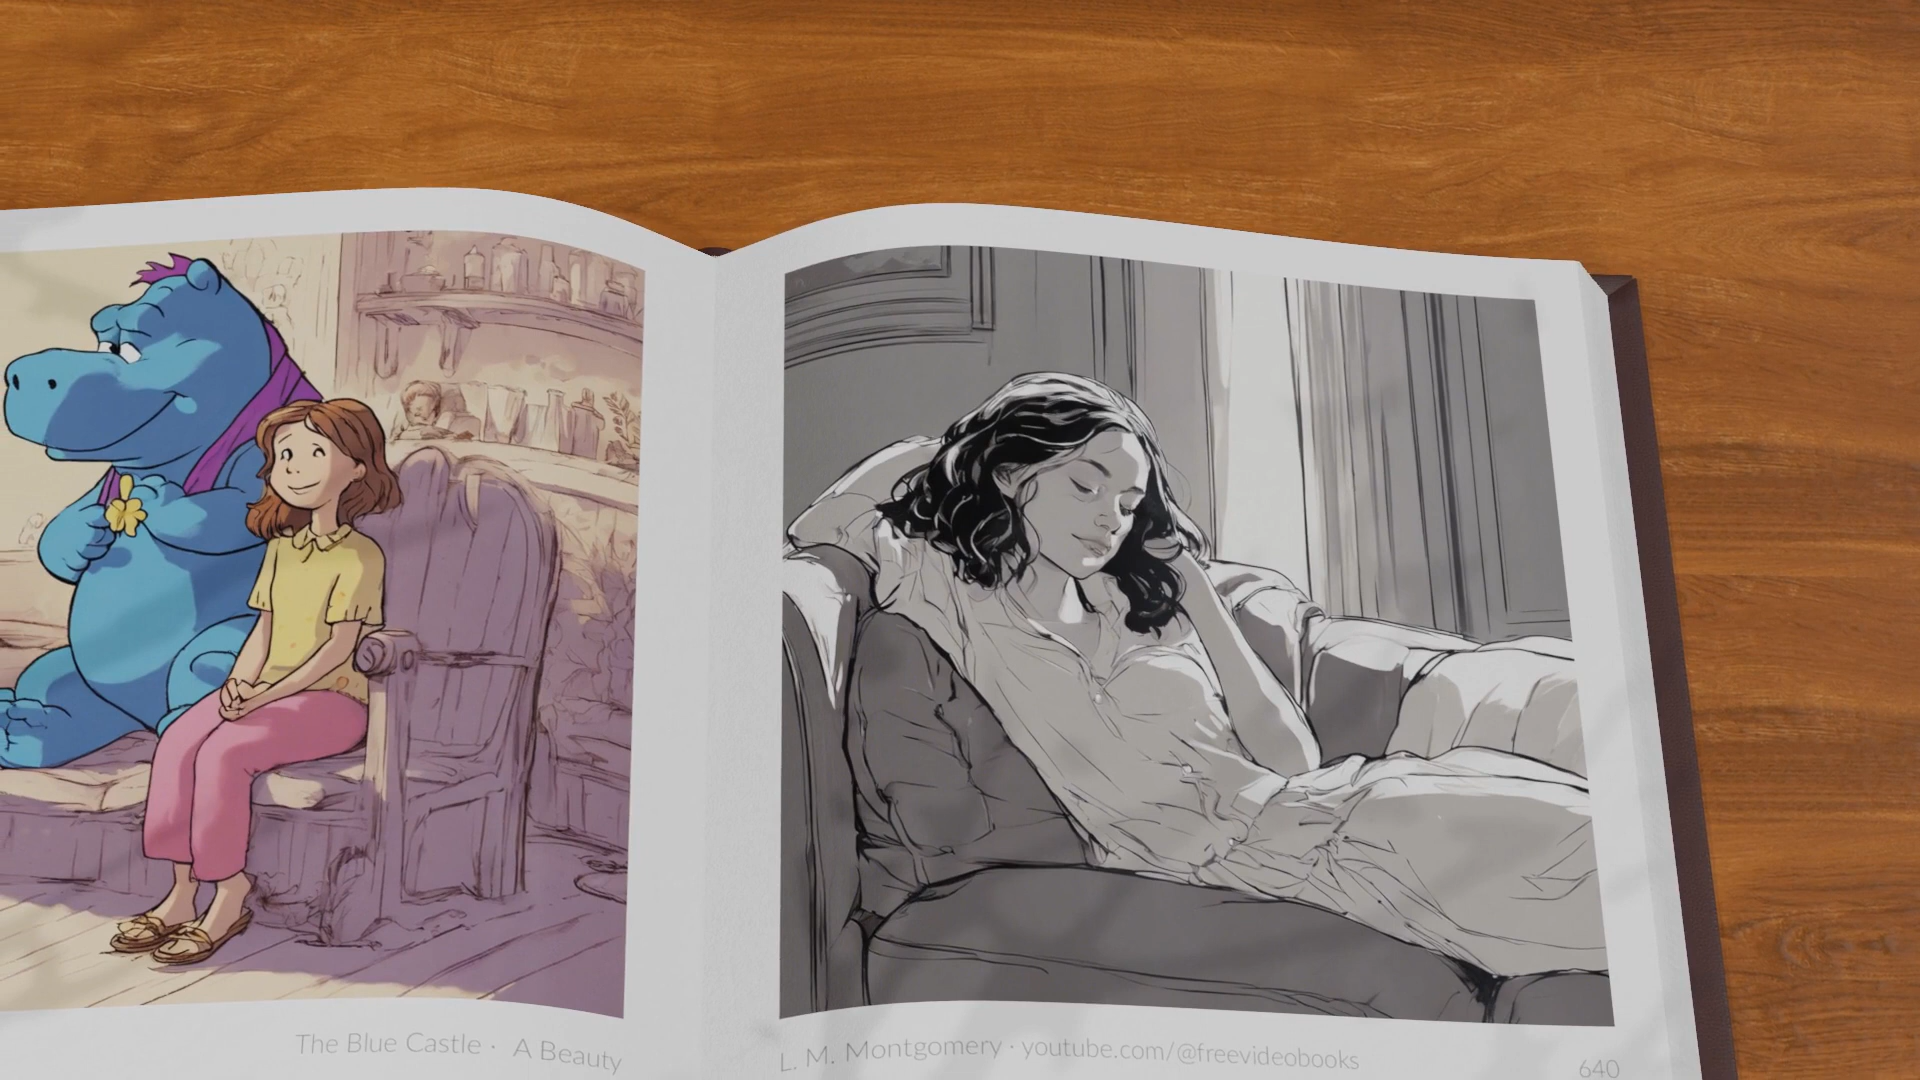 The Blue Castle · A Beauty
L. M. Montgomery · youtube.com/@freevideobooks
640